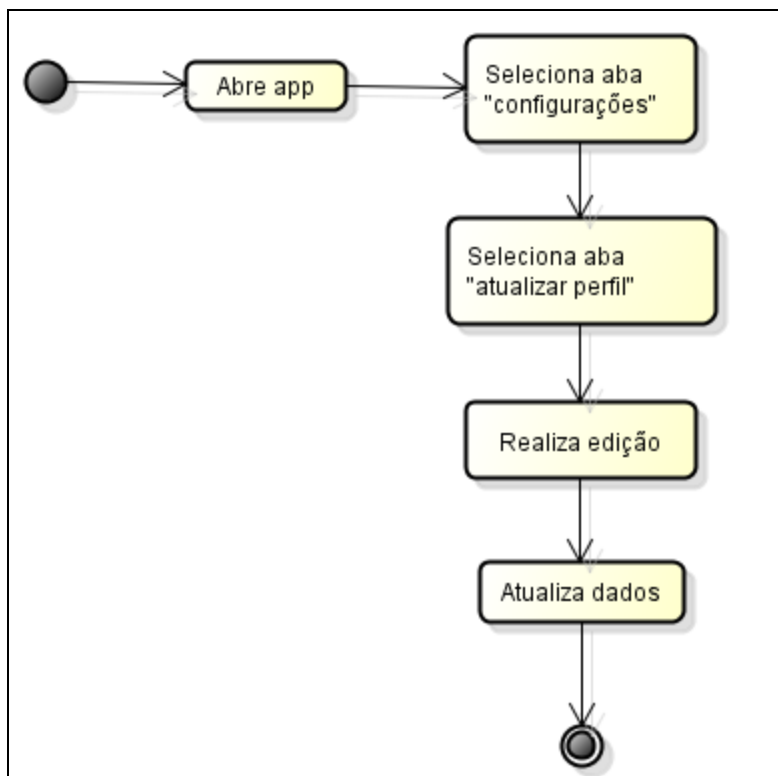 Abre app
Seleciona aba
"configurações"
Seleciona aba
"atualizar perfil"
Realiza edição
Atualiza dados